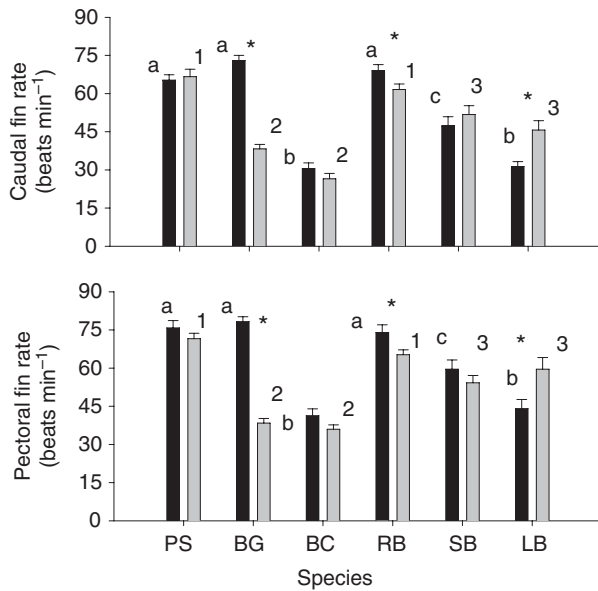 Caudal fin rate
(beats min⁻¹)
90
75
60
45
30
15
0
a 1 a * 2 b 2 a * 1 c 3 b * 3
Pectoral fin rate
(beats min⁻¹)
90
75
60
45
30
15
0
a 1 a * 2 b 2 a * 1 c 3 b * 3
PS BG BC RB SB LB
Species